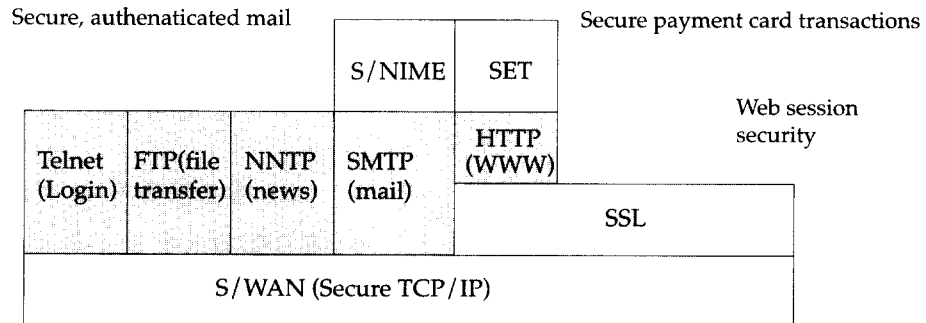 Secure, authenaticated mail
Secure payment card transactions
S/NIME
SET
Web session
security
Telnet
(Login)
FTP(file
transfer)
NNTP
(news)
SMTP
(mail)
HTTP
(WWW)
SSL
S/WAN (Secure TCP/IP)